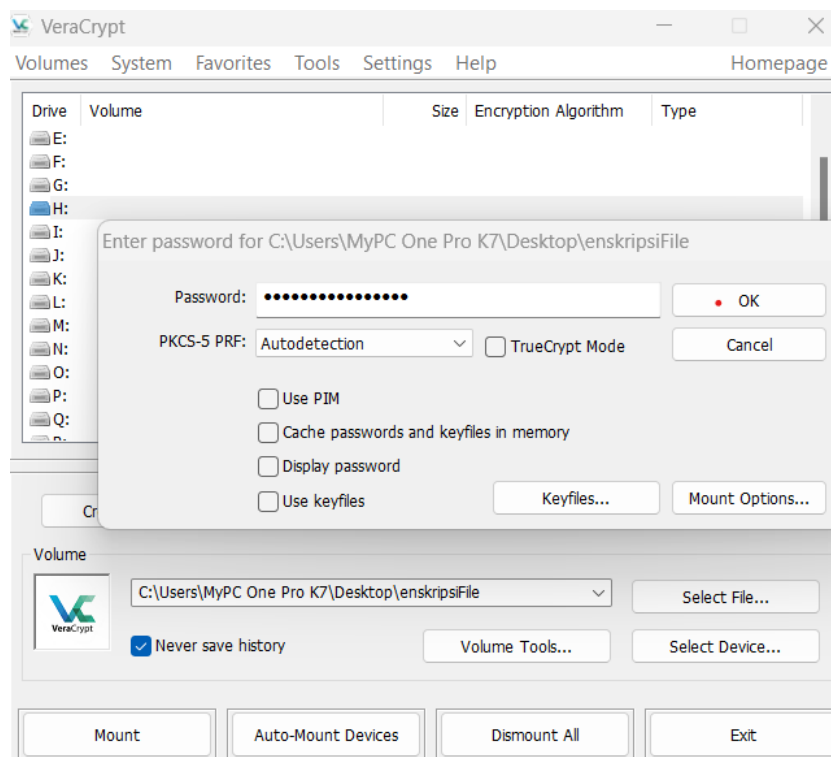 VeraCrypt
Volumes System Favorites Tools Settings Help Homepage
Drive Volume Size Encryption Algorithm Type
E:
F:
G:
H:
I:
J:
K:
L:
M:
N:
O:
P:
Q:
Enter password for C:\Users\MyPC One Pro K7\Desktop\enskripsiFile
Password: ●●●●●●●●●●●●●●●● OK
PKCS-5 PRF: Autodetection TrueCrypt Mode Cancel
Use PIM
Cache passwords and keyfiles in memory
Display password
Use keyfiles Keyfiles... Mount Options...
Cr
Volume
VeraCrypt
C:\Users\MyPC One Pro K7\Desktop\enskripsiFile Select File...
Never save history Volume Tools... Select Device...
Mount Auto-Mount Devices Dismount All Exit